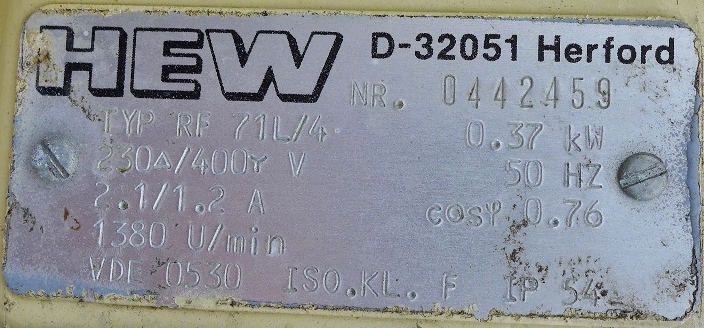 HEW D-32051 Herford
NR. 0442459
TYP RF 71L/4 0.37 kW
230△/400Y V 50 HZ
2.1/1.2 A cosφ 0.76
1380 U/min
VDE 0530 ISO.KL. F IP 54